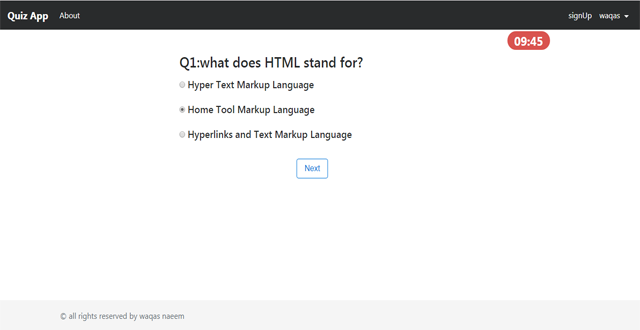 Quiz App About signUp waqas
09:45
Q1:what does HTML stand for?
Hyper Text Markup Language
Home Tool Markup Language
Hyperlinks and Text Markup Language
Next
© all rights reserved by waqas naeem